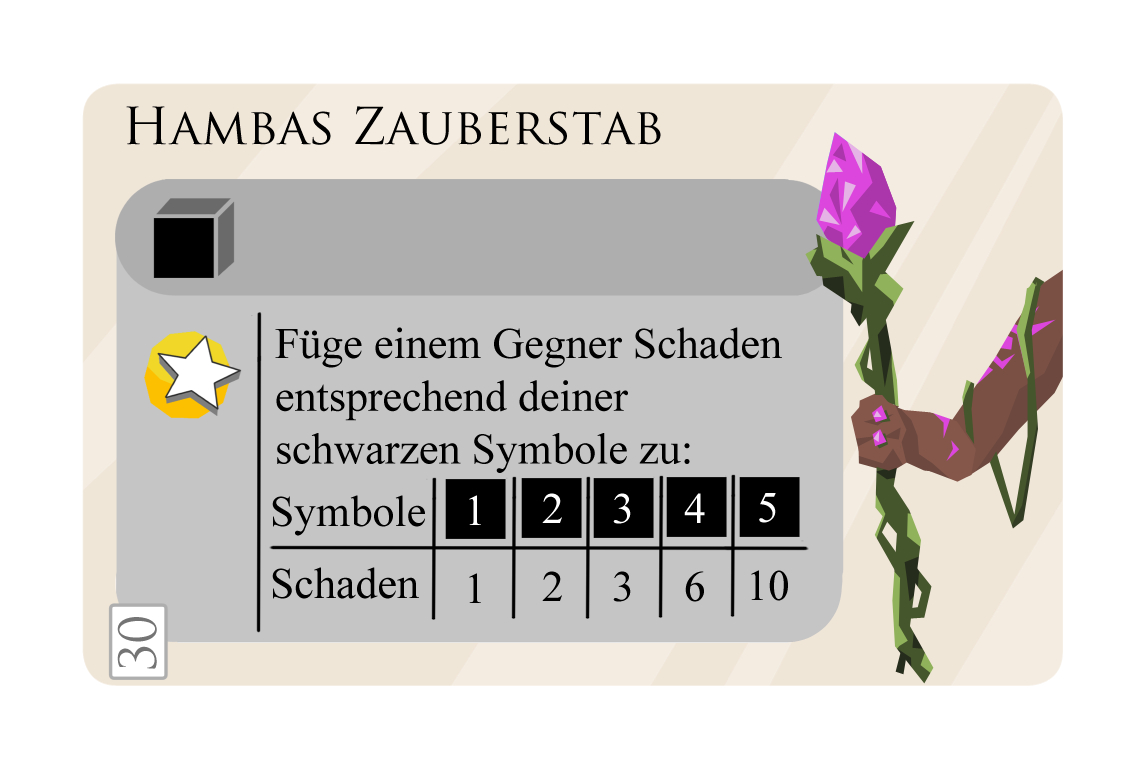 Hambas Zauberstab
Füge einem Gegner Schaden
entsprechend deiner
schwarzen Symbole zu:
Symbole 1 2 3 4 5
Schaden 1 2 3 6 10
30